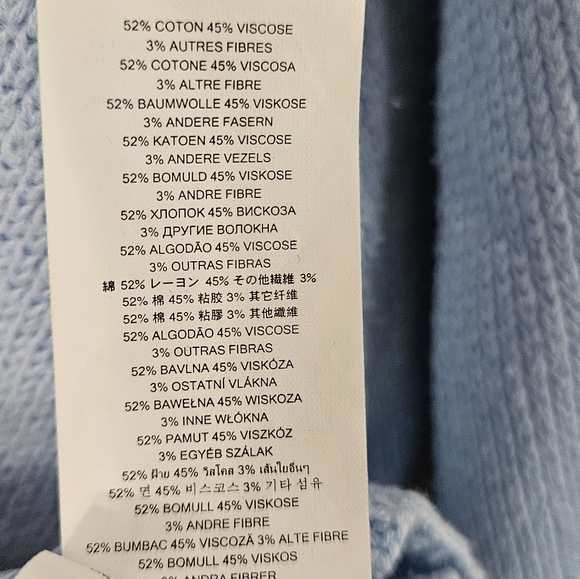 52% COTON 45% VISCOSE
3% AUTRES FIBRES
52% COTONE 45% VISCOSA
3% ALTRE FIBRE
52% BAUMWOLLE 45% VISKOSE
3% ANDERE FASERN
52% KATOEN 45% VISCOSE
3% ANDERE VEZELS
52% BOMULD 45% VISKOSE
3% ANDRE FIBRE
52% ХЛОПОК 45% ВИСКОЗА
3% ДРУГИЕ ВОЛОКНА
52% ALGODÃO 45% VISCOSE
3% OUTRAS FIBRAS
綿 52% レーヨン 45% その他繊維 3%
52% 棉 45% 粘胶 3% 其它纤维
52% 棉 45% 粘膠 3% 其他纖維
52% ALGODÃO 45% VISCOSE
3% OUTRAS FIBRAS
52% BAVLNA 45% VISKÓZA
3% OSTATNÍ VLÁKNA
52% BAWEŁNA 45% WISKOZA
3% INNE WŁÓKNA
52% PAMUT 45% VISZKÓZ
3% EGYÉB SZÁLAK
52% ฝ้าย 45% วิสโคส 3% เส้นใยอื่นๆ
52% 면 45% 비스코스 3% 기타 섬유
52% BOMULL 45% VISKOSE
3% ANDRE FIBRE
52% BUMBAC 45% VISCOZĂ 3% ALTE FIBRE
52% BOMULL 45% VISKOS
3% ANDRA FIBRER